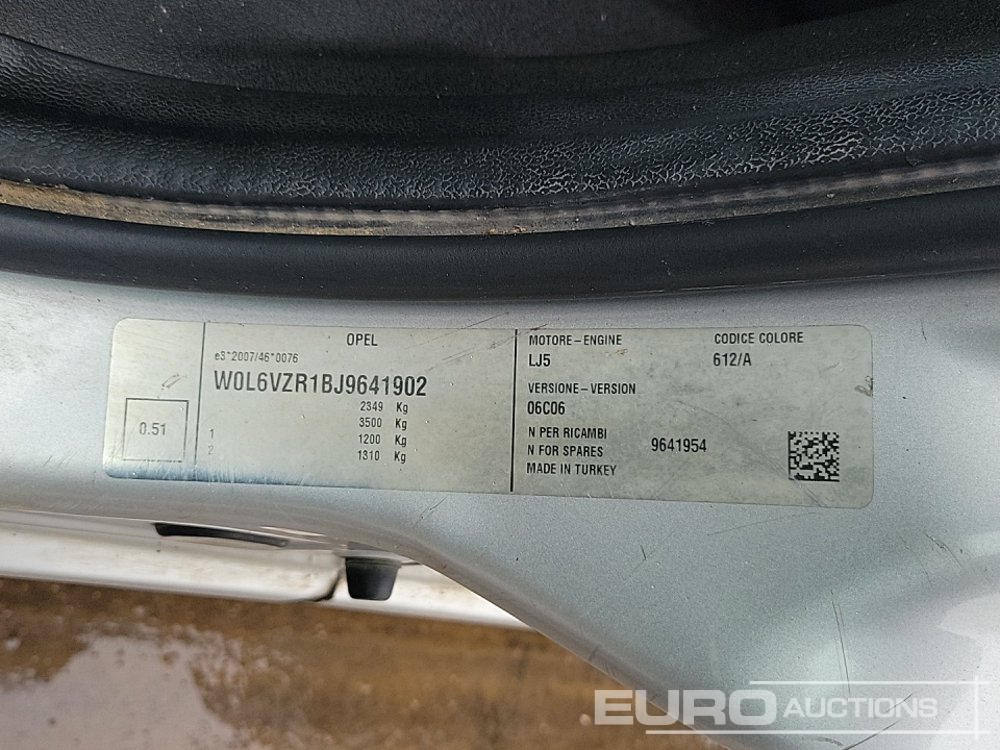 OPEL
e3*2007/46*0076
W0L6VZR1BJ9641902
2349 Kg
3500 Kg
1 1200 Kg
2 1310 Kg
0.51
MOTORE-ENGINE
LJ5
VERSIONE-VERSION
06C06
N PER RICAMBI
N FOR SPARES 9641954
MADE IN TURKEY
CODICE COLORE
612/A
EURO AUCTIONS